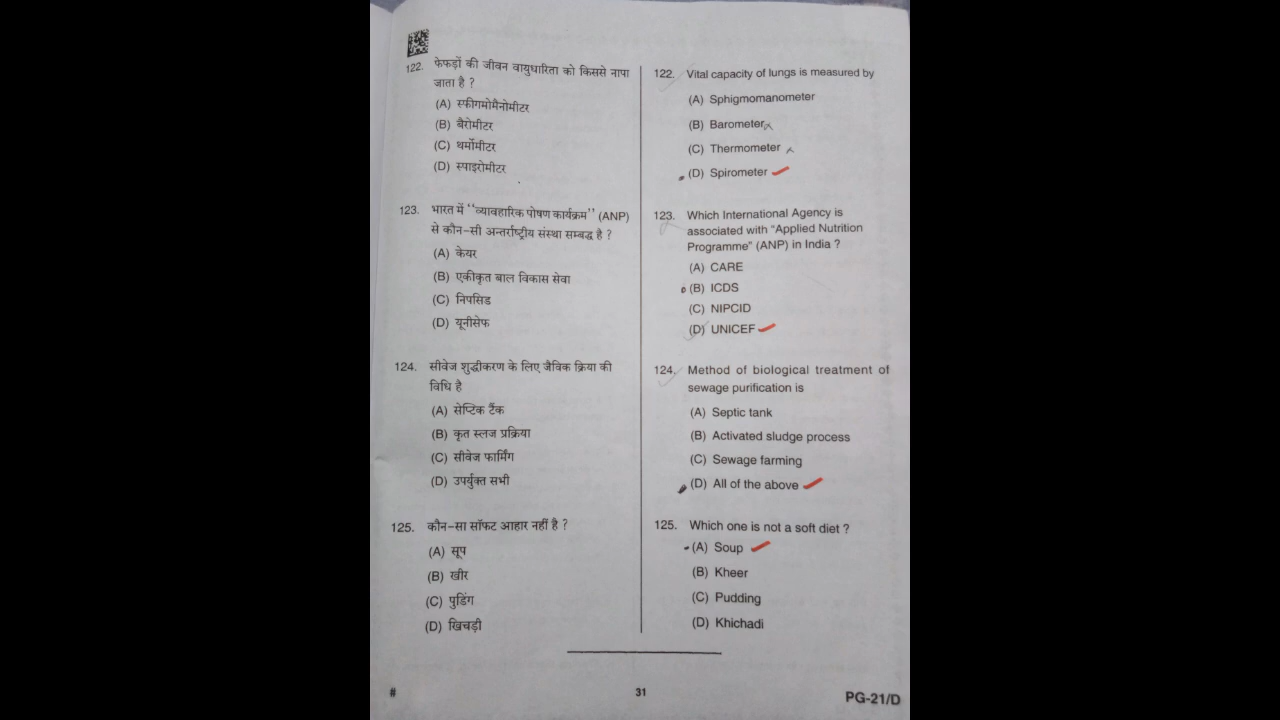 122. फेफड़ों की जीवन वायुधारिता को किससे नापा
जाता है ?
(A) स्फीगमोमैनोमीटर
(B) बैरोमीटर
(C) थर्मोमीटर
(D) स्पाइरोमीटर
123. भारत में ‘‘व्यावहारिक पोषण कार्यक्रम’’ (ANP)
से कौन-सी अन्तर्राष्ट्रीय संस्था सम्बद्ध है ?
(A) केयर
(B) एकीकृत बाल विकास सेवा
(C) निपसिड
(D) यूनीसेफ
124. सीवेज शुद्धीकरण के लिए जैविक क्रिया की
विधि है
(A) सेप्टिक टैंक
(B) कृत स्लज प्रक्रिया
(C) सीवेज फार्मिंग
(D) उपर्युक्त सभी
125. कौन-सा सॉफट आहार नहीं है ?
(A) सूप
(B) खीर
(C) पुडिंग
(D) खिचड़ी
122. Vital capacity of lungs is measured by
(A) Sphigmomanometer
(B) Barometer
(C) Thermometer
(D) Spirometer
123. Which International Agency is
associated with “Applied Nutrition
Programme” (ANP) in India ?
(A) CARE
(B) ICDS
(C) NIPCID
(D) UNICEF
124. Method of biological treatment of
sewage purification is
(A) Septic tank
(B) Activated sludge process
(C) Sewage farming
(D) All of the above
125. Which one is not a soft diet ?
(A) Soup
(B) Kheer
(C) Pudding
(D) Khichadi
# 31 PG-21/D